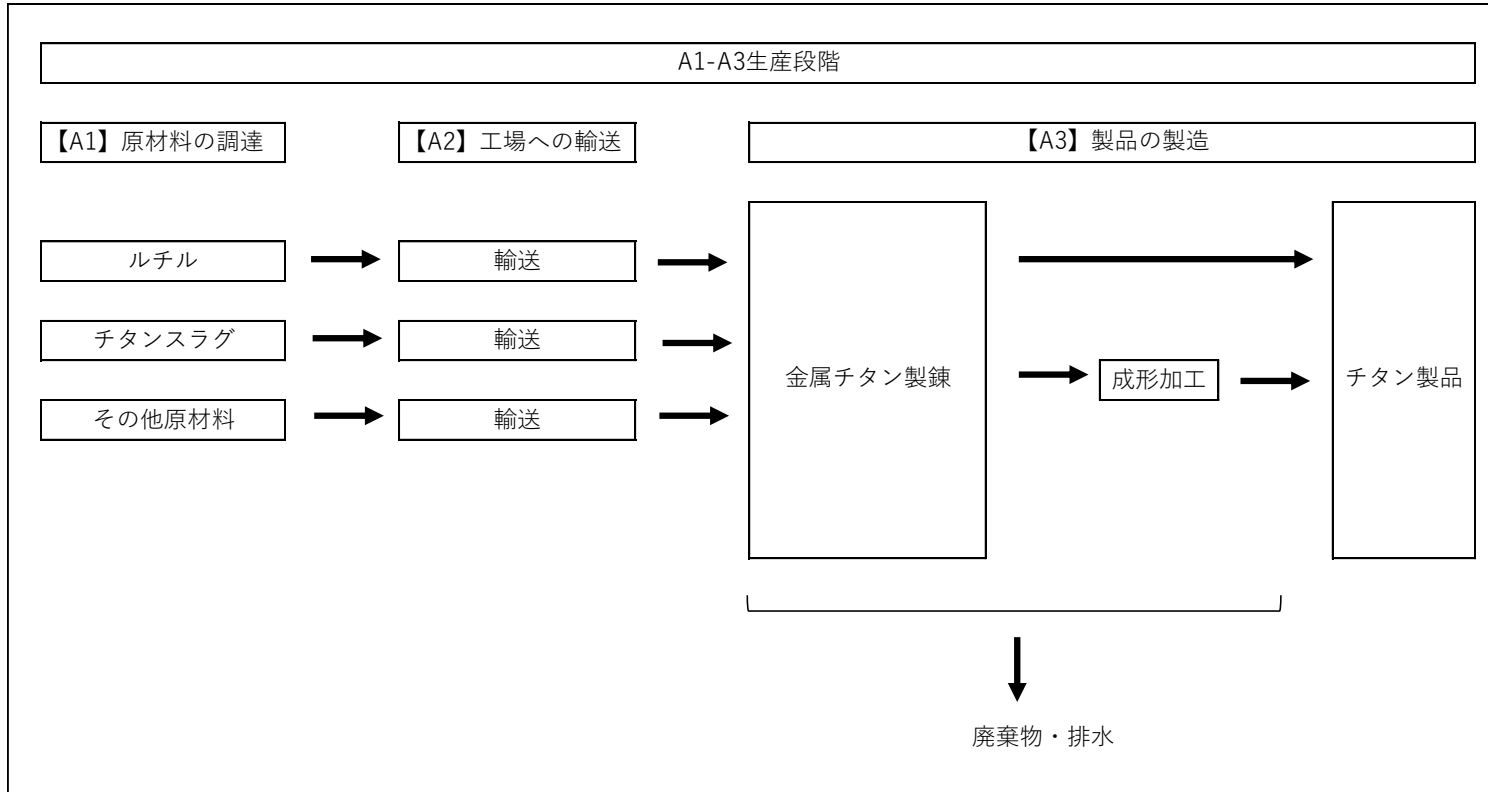 A1-A3生産段階
【A1】原材料の調達
【A2】工場への輸送
【A3】製品の製造
ルチル
輸送
チタンスラグ
輸送
その他原材料
輸送
金属チタン製錬
成形加工
チタン製品
廃棄物・排水